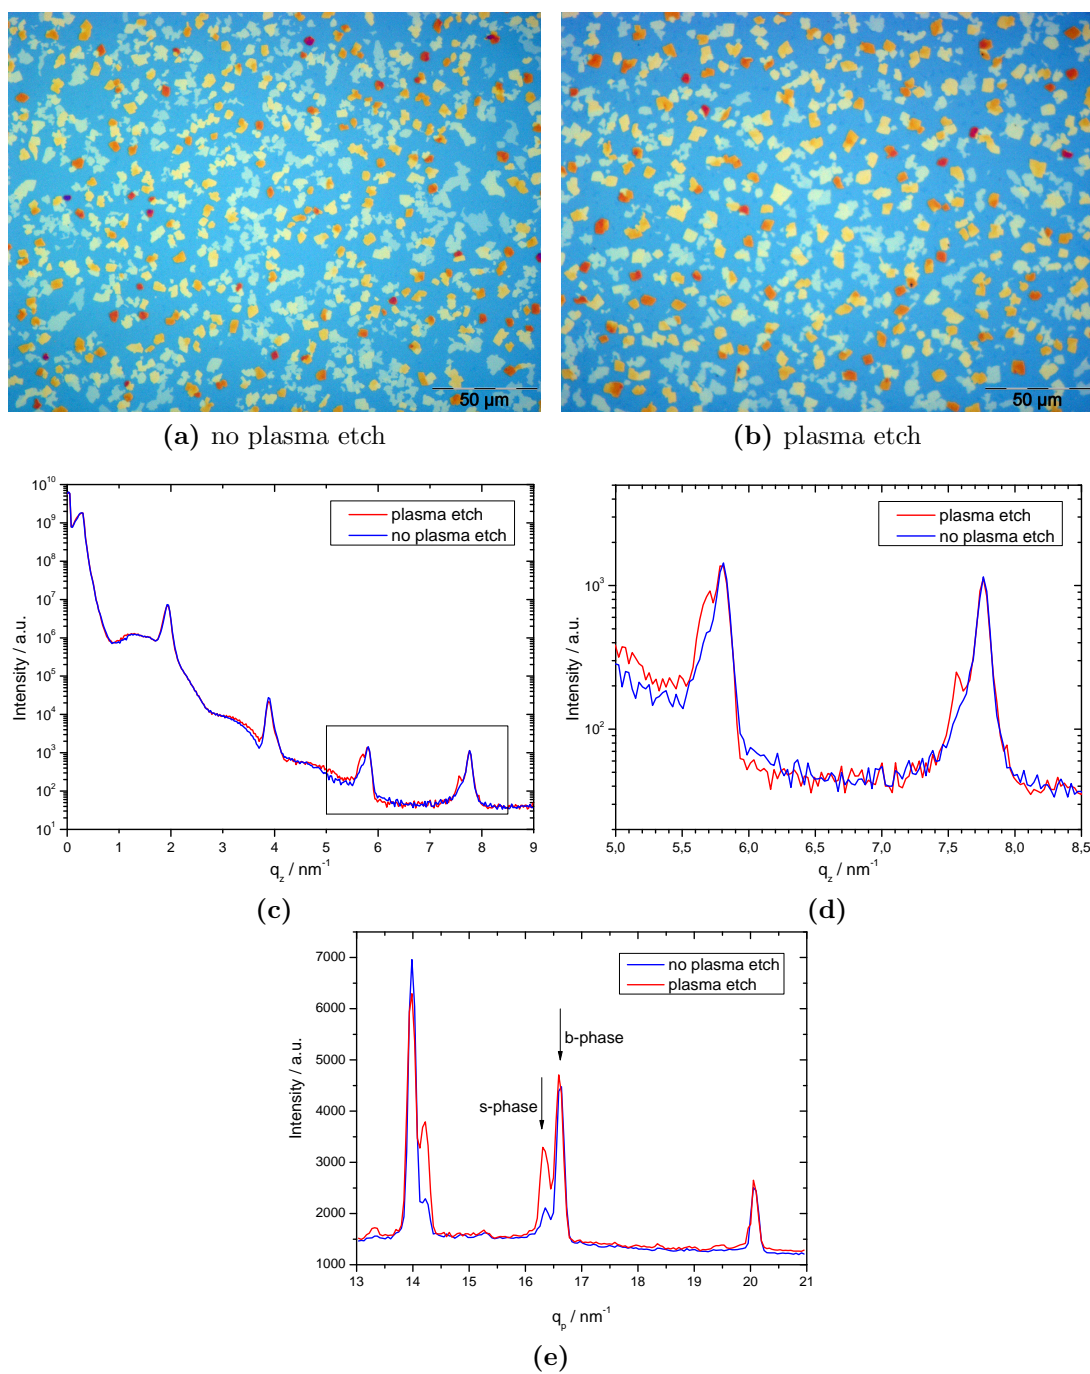 50 µm
50 µm
(a) no plasma etch
(b) plasma etch
10^10
10^9
10^8
10^7
10^6
10^5
10^4
10^3
10^2
10^1
Intensity / a.u.
plasma etch
no plasma etch
0 1 2 3 4 5 6 7 8 9
q_z / nm^-1
(c)
10^3
10^2
Intensity / a.u.
plasma etch
no plasma etch
5,0 5,5 6,0 6,5 7,0 7,5 8,0 8,5
q_z / nm^-1
(d)
7000
6000
5000
4000
3000
2000
1000
Intensity / a.u.
no plasma etch
plasma etch
b-phase
s-phase
13 14 15 16 17 18 19 20 21
q_p / nm^-1
(e)